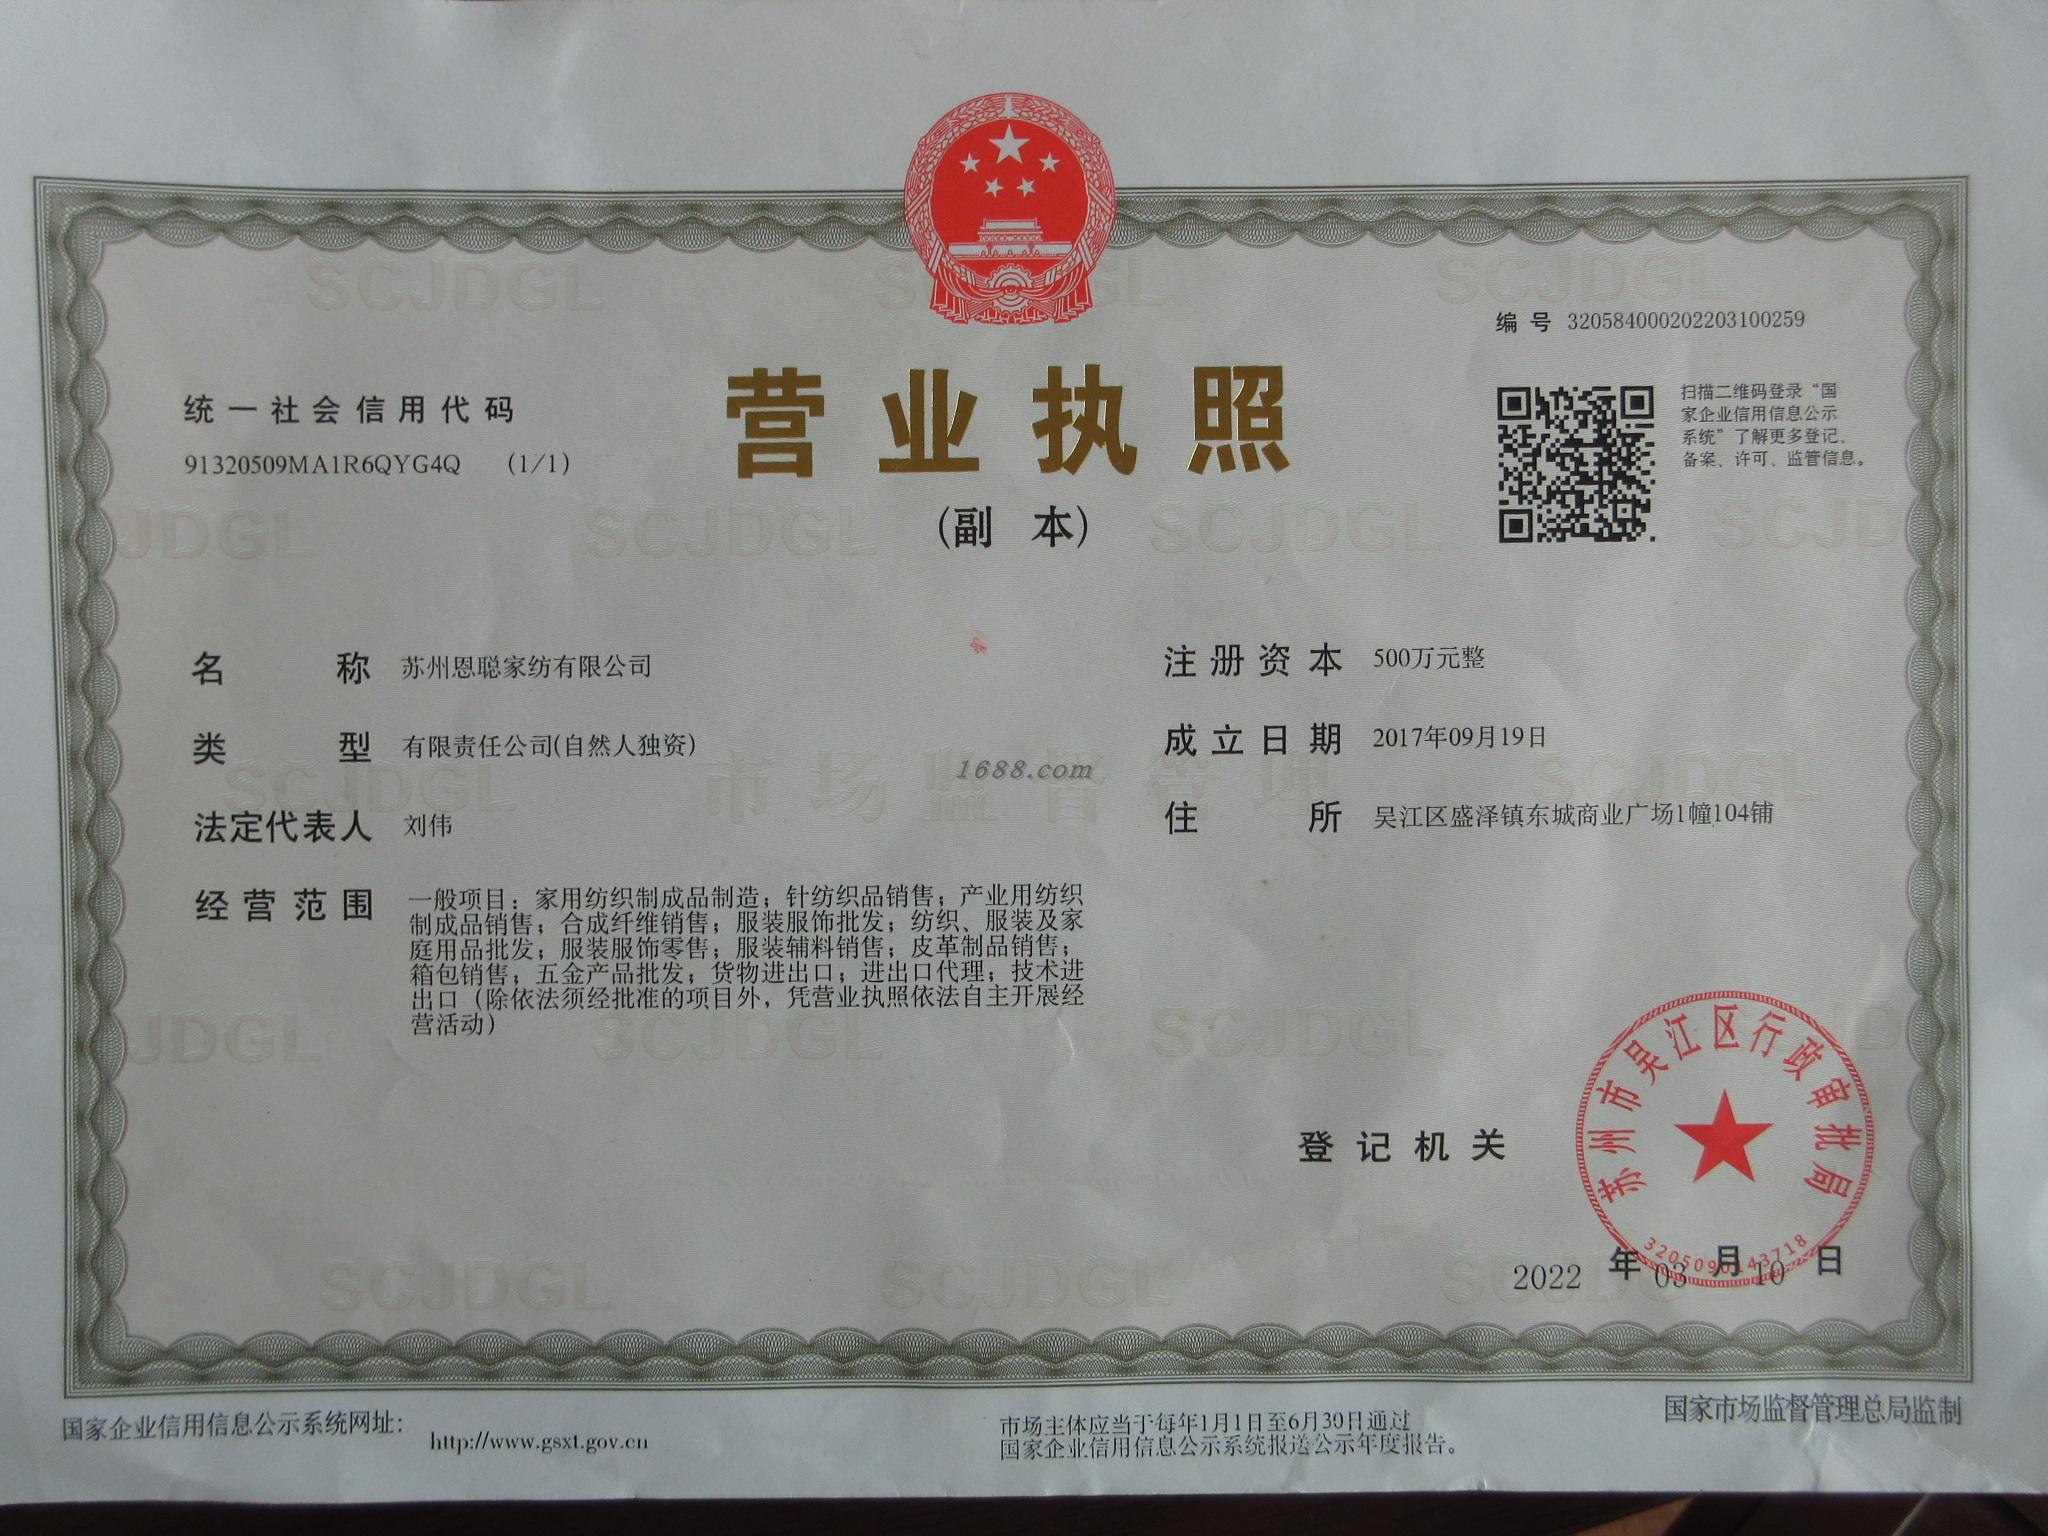 编号 320584000202203100259
统一社会信用代码
91320509MA1R6QYG4Q (1/1)
营业执照
(副 本)
扫描二维码登录“国
家企业信用信息公示
系统”了解更多登记、
备案、许可、监管信息。
名称 苏州恩聪家纺有限公司
类型 有限责任公司(自然人独资)
法定代表人 刘伟
经营范围 一般项目：家用纺织制成品制造；针纺织品销售；产业用纺织
制成品销售；合成纤维销售；服装服饰批发；纺织、服装及家
庭用品批发；服装服饰零售；服装辅料销售；皮革制品销售；
箱包销售；五金产品批发；货物进出口；进出口代理；技术进
出口（除依法须经批准的项目外，凭营业执照依法自主开展经
营活动）
注册资本 500万元整
成立日期 2017年09月19日
住所 吴江区盛泽镇东城商业广场1幢104铺
1688.com
市场监督管理
SCJDGL
登记机关
苏州市吴江区行政审批局
3205090143718
2022 年 03 月 10 日
国家企业信用信息公示系统网址：
http://www.gsxt.gov.cn
市场主体应当于每年1月1日至6月30日通过
国家企业信用信息公示系统报送公示年度报告。
国家市场监督管理总局监制